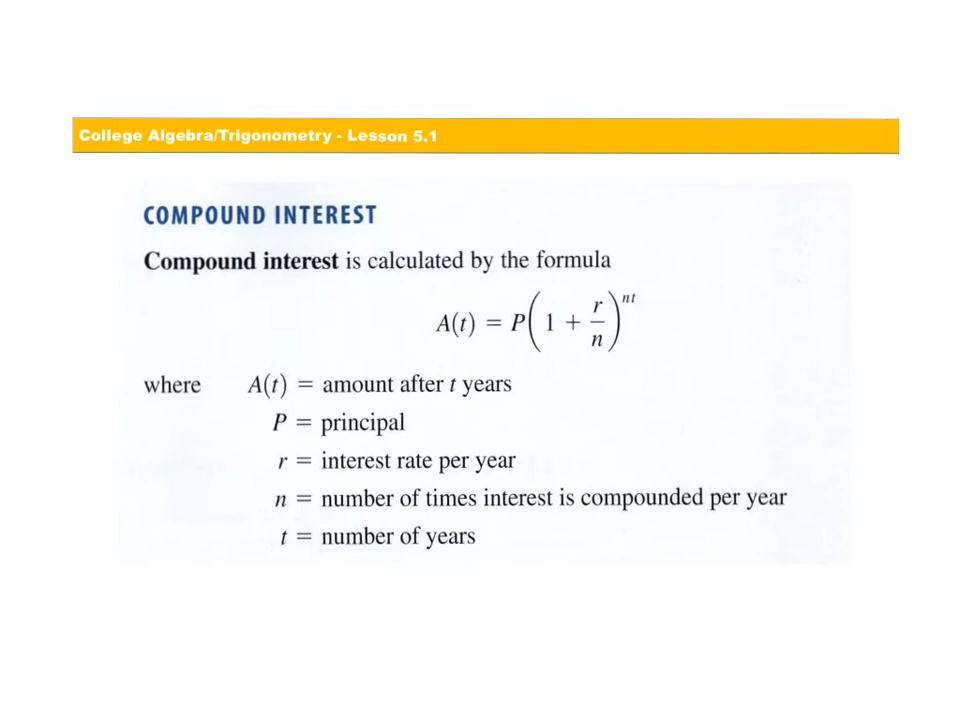 College Algebra/Trigonometry - Lesson 5.1
COMPOUND INTEREST
Compound interest is calculated by the formula
A(t) = P(1 + r/n)^nt
where A(t) = amount after t years
P = principal
r = interest rate per year
n = number of times interest is compounded per year
t = number of years